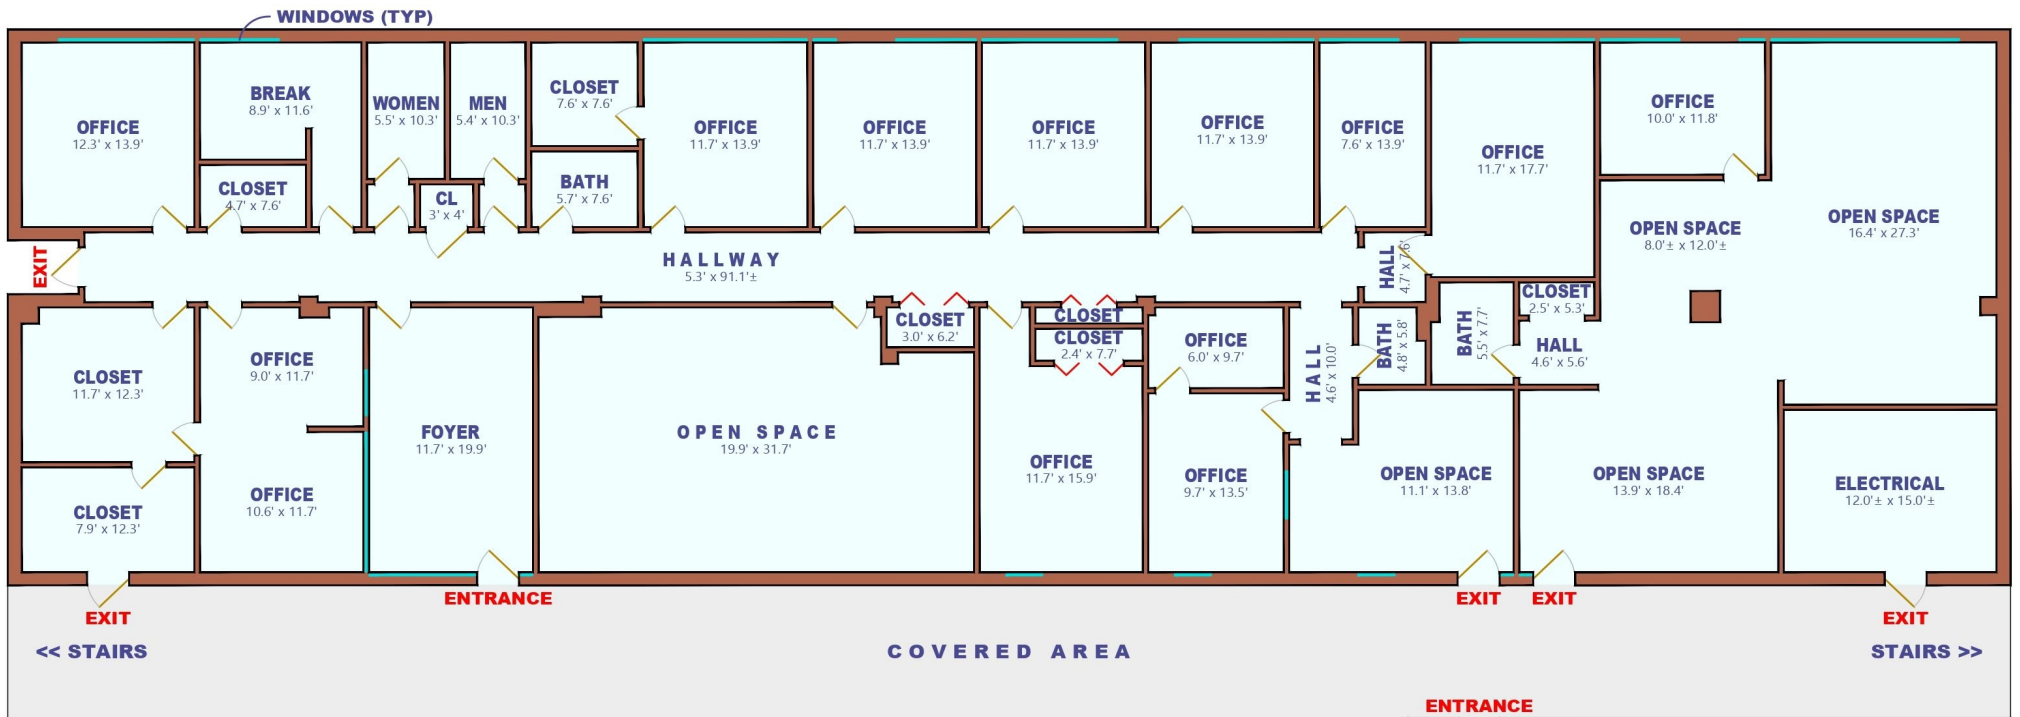 WINDOWS (TYP)
OFFICE
12.3' x 13.9'
BREAK
8.9' x 11.6'
CLOSET
4.7' x 7.6'
WOMEN
5.5' x 10.3'
MEN
5.4' x 10.3'
CL
3' x 4'
CLOSET
7.6' x 7.6'
BATH
5.7' x 7.6'
OFFICE
11.7' x 13.9'
OFFICE
11.7' x 13.9'
OFFICE
11.7' x 13.9'
OFFICE
11.7' x 13.9'
OFFICE
7.6' x 13.9'
OFFICE
11.7' x 17.7'
OFFICE
10.0' x 11.8'
OPEN SPACE
8.0'± x 12.0'±
OPEN SPACE
16.4' x 27.3'
EXIT
HALLWAY
5.3' x 91.1'±
HALL
4.7' x 7.6'
CLOSET
11.7' x 12.3'
OFFICE
9.0' x 11.7'
CLOSET
7.9' x 12.3'
OFFICE
10.6' x 11.7'
FOYER
11.7' x 19.9'
OPEN SPACE
19.9' x 31.7'
CLOSET
3.0' x 6.2'
CLOSET
CLOSET
2.4' x 7.7'
OFFICE
11.7' x 15.9'
OFFICE
6.0' x 9.7'
OFFICE
9.7' x 13.5'
HALL
4.6' x 10.0'
BATH
4.8' x 5.8'
BATH
5.5' x 7.7'
CLOSET
2.5' x 5.3'
HALL
4.6' x 5.6'
OPEN SPACE
11.1' x 13.8'
OPEN SPACE
13.9' x 18.4'
ELECTRICAL
12.0'± x 15.0'±
EXIT
ENTRANCE
EXIT
EXIT
EXIT
<< STAIRS
COVERED AREA
STAIRS >>
ENTRANCE